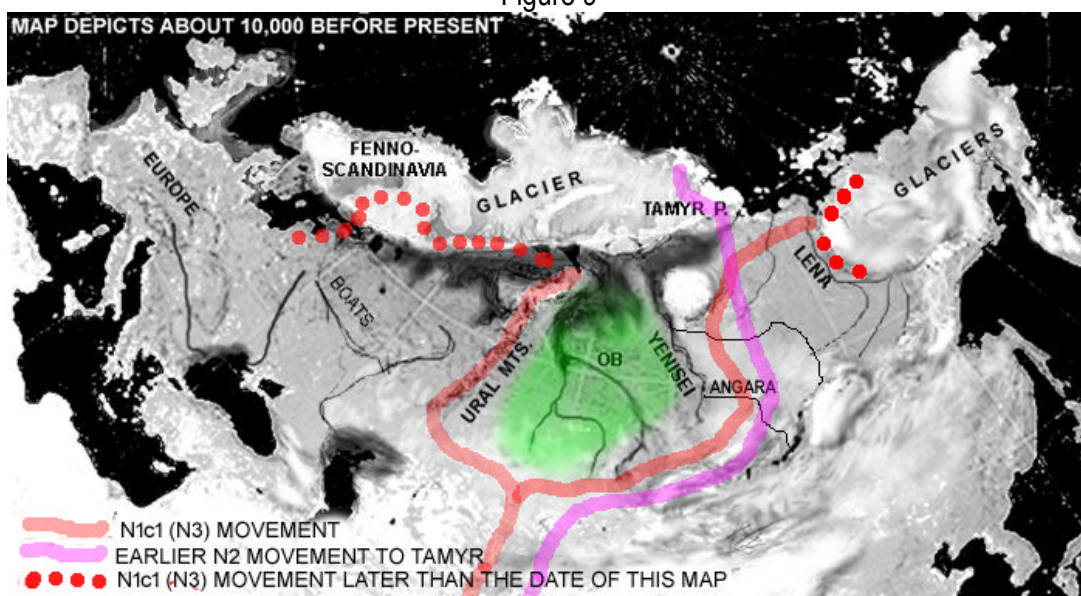 MAP DEPICTS ABOUT 10,000 BEFORE PRESENT
FENNO-
SCANDINAVIA
GLACIER
GLACIERS
EUROPE
TAMYR P.
LENA
BOATS
URAL MTS.
OB
YENISEI
ANGARA
N1c1 (N3) MOVEMENT
EARLIER N2 MOVEMENT TO TAMYR
N1c1 (N3) MOVEMENT LATER THAN THE DATE OF THIS MAP